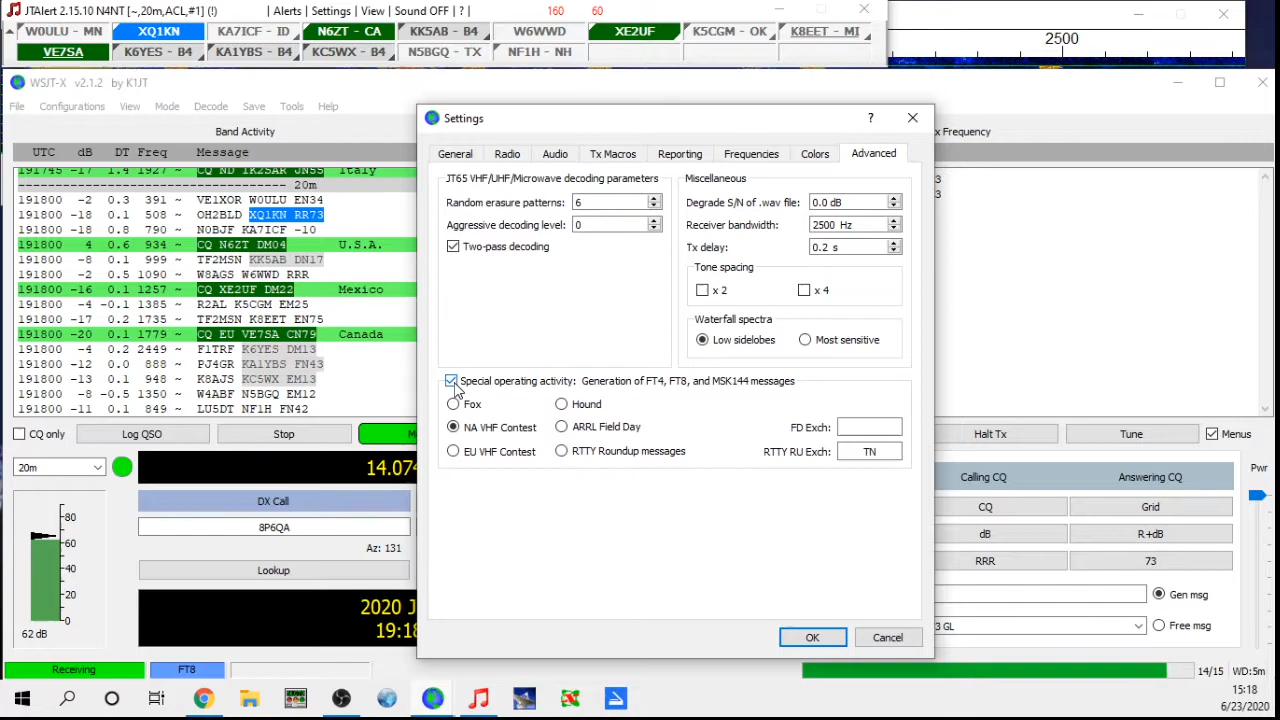 JTAlert 2.15.10 N4NT [~,20m,ACL,#1] (!) | Alerts | Settings | View | Sound OFF | ? | 160 60
W0ULU - MN XQ1KN KA7ICF - ID N6ZT - CA KK5AB - B4 W6WWD XE2UF K5CGM - OK K8EET - MI
VE7SA K6YES - B4 KA1YBS - B4 KC5WX - B4 N5BGQ - TX NF1H - NH
2500
WSJT-X v2.1.2 by K1JT
File Configurations View Mode Decode Save Tools Help
Band Activity
x Frequency
UTC dB DT Freq Message
191745 -17 1.4 1927 ~ CQ ND IK2SAR JN55 Italy
------------------------------- 20m
191800 -2 0.3 391 ~ VE1XOR W0ULU EN34
191800 -18 0.1 508 ~ OH2BLD XQ1KN RR73
191800 -18 0.8 790 ~ N0BJF KA7ICF -10
191800 4 0.6 934 ~ CQ N6ZT DM04 U.S.A.
191800 -8 0.1 999 ~ TF2MSN KK5AB DN17
191800 -2 0.5 1090 ~ W8AGS W6WWD RRR
191800 -16 0.1 1257 ~ CQ XE2UF DM22 Mexico
191800 -4 -0.1 1385 ~ R2AL K5CGM EM25
191800 -17 0.2 1735 ~ TF2MSN K8EET EN75
191800 -20 0.1 1779 ~ CQ EU VE7SA CN79 Canada
191800 -4 0.2 2449 ~ F1TRF K6YES DM13
191800 -12 0.0 888 ~ PJ4GR KA1YBS FN43
191800 -13 0.1 948 ~ K8AJS KC5WX EM13
191800 -8 -0.5 1350 ~ W4ABF N5BGQ EM12
191800 -11 0.1 849 ~ LU5DT NF1H FN42
3
3
Settings ?
General Radio Audio Tx Macros Reporting Frequencies Colors Advanced
JT65 VHF/UHF/Microwave decoding parameters
Random erasure patterns: 6
Aggressive decoding level: 0
Two-pass decoding
Miscellaneous
Degrade S/N of .wav file: 0.0 dB
Receiver bandwidth: 2500 Hz
Tx delay: 0.2 s
Tone spacing
x 2 x 4
Waterfall spectra
Low sidelobes Most sensitive
Special operating activity: Generation of FT4, FT8, and MSK144 messages
Fox Hound
NA VHF Contest ARRL Field Day FD Exch:
EU VHF Contest RTTY Roundup messages RTTY RU Exch: TN
OK Cancel
CQ only Log QSO Stop M
Halt Tx Tune Menus
20m 14.074
DX Call
8P6QA
Az: 131
Lookup
2020 J
19:18
80
60
40
20
0
62 dB
Calling CQ Answering CQ
Pwr
CQ Grid
dB R+dB
RRR 73
Gen msg
3 GL Free msg
Receiving FT8 14/15 WD:5m
15:18
6/23/2020